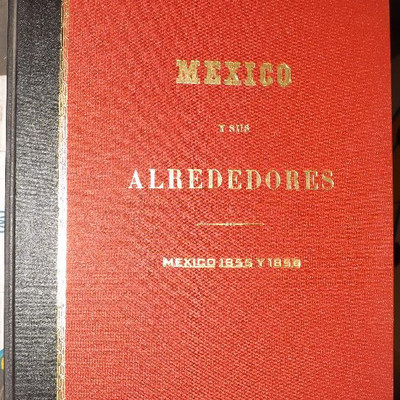 MEXICO
Y SUS
ALREDEDORES
MEXICO 1855 Y 1856